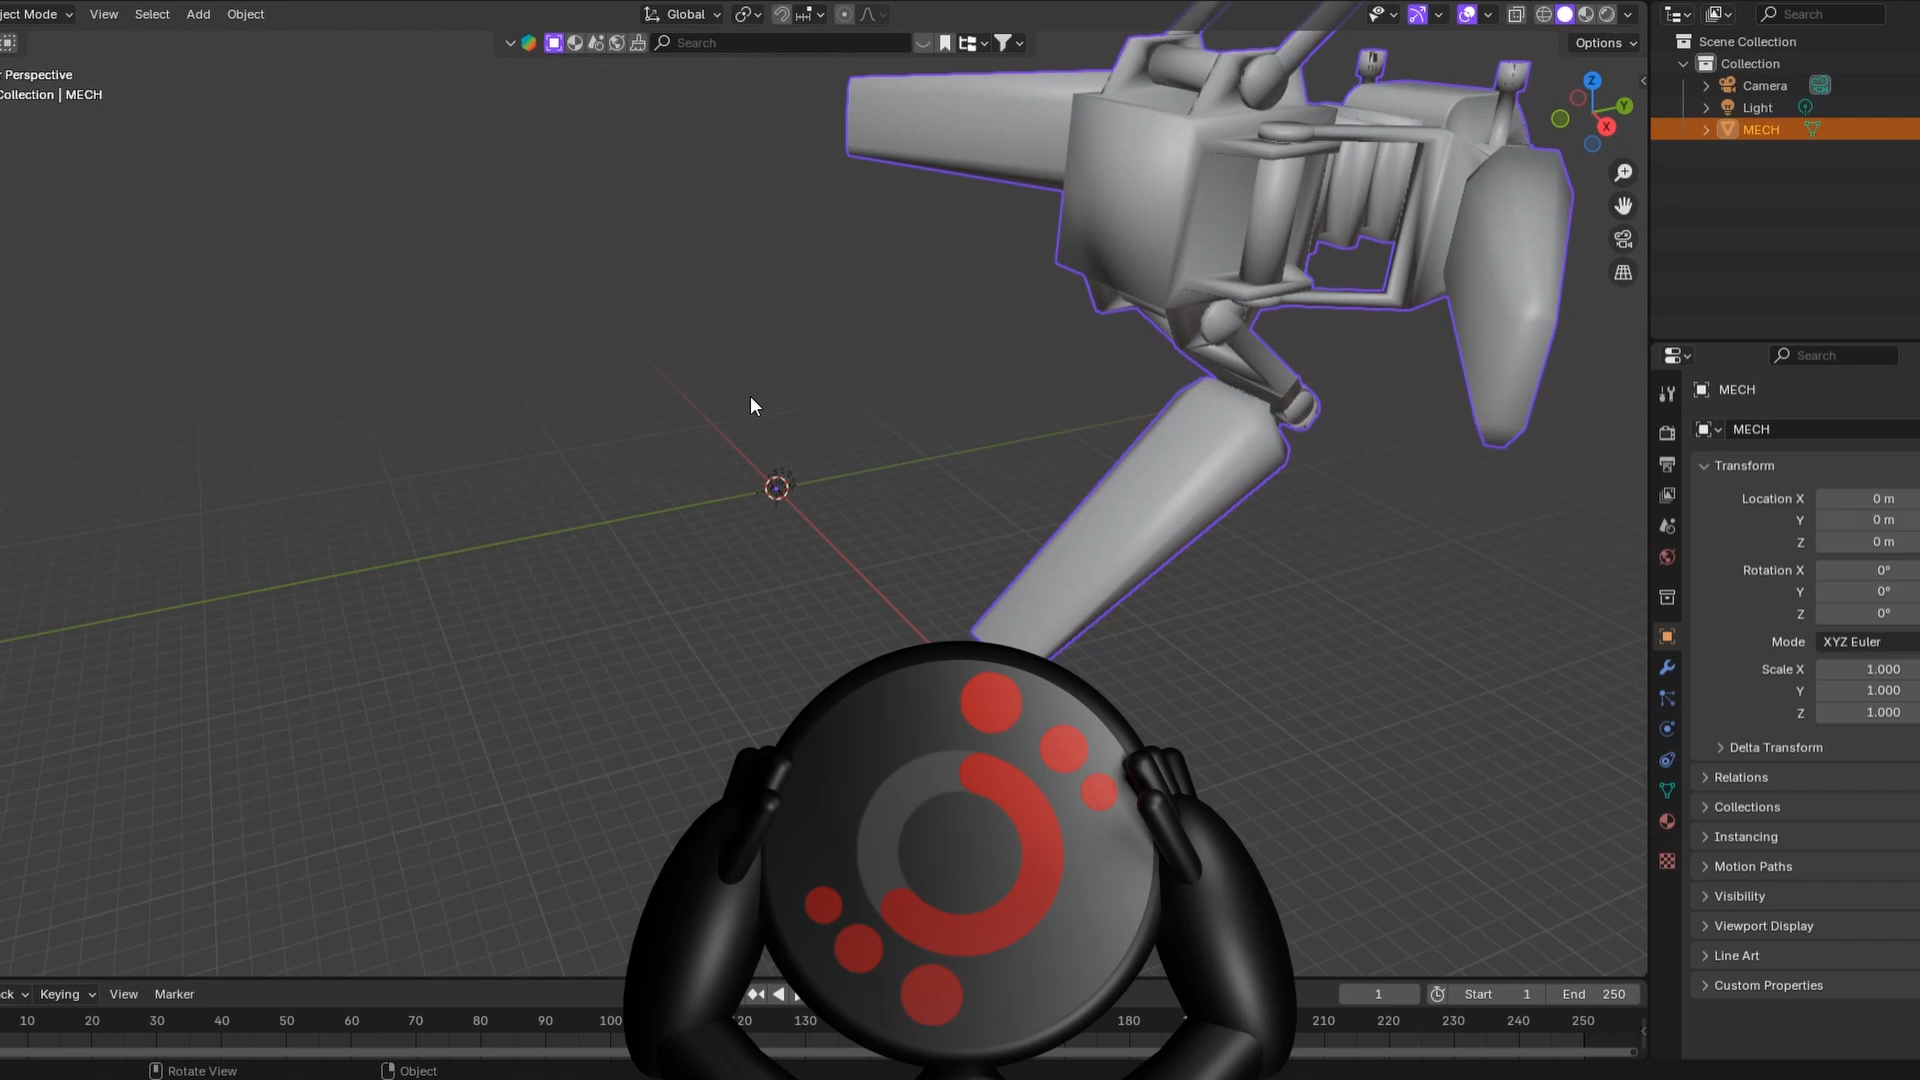 ject Mode View Select Add Object Global Search
Search Options
Perspective
Collection | MECH
Z
Y
X
Scene Collection
Collection
Camera
Light
MECH
Search
MECH
MECH
Transform
Location X 0 m
Y 0 m
Z 0 m
Rotation X 0°
Y 0°
Z 0°
Mode XYZ Euler
Scale X 1.000
Y 1.000
Z 1.000
Delta Transform
Relations
Collections
Instancing
Motion Paths
Visibility
Viewport Display
Line Art
Custom Properties
ck Keying View Marker 1 Start 1 End 250
10 20 30 40 50 60 70 80 90 100 20 130 180 210 220 230 240 250
Rotate View Object